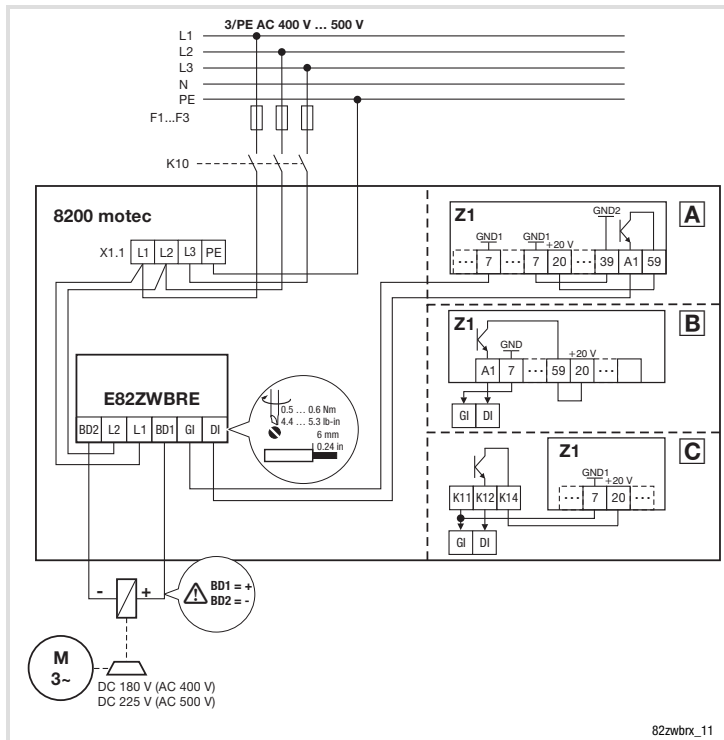 3/PE AC 400 V ... 500 V
L1
L2
L3
N
PE
F1...F3
K10
8200 motec
X1.1 L1 L2 L3 PE
E82ZWBRE
BD2 L2 L1 BD1 GI DI
0.5 ... 0.6 Nm
4.4 ... 5.3 lb-in
6 mm
0.24 in
- +
BD1 = +
BD2 = -
M
3~
DC 180 V (AC 400 V)
DC 225 V (AC 500 V)
A
Z1
GND1 GND1 +20 V GND2
... 7 ... 7 20 ... 39 A1 59
B
Z1
GND +20 V
A1 7 ... 59 20 ...
GI DI
C
Z1
GND1 +20 V
... 7 20 ...
K11 K12 K14
GI DI
82zwbrx_11